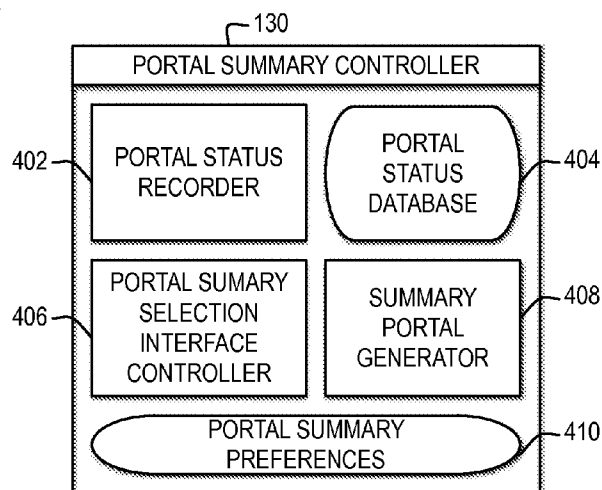 130
PORTAL SUMMARY CONTROLLER
402
PORTAL STATUS
RECORDER
PORTAL
STATUS
DATABASE
404
406
PORTAL SUMARY
SELECTION
INTERFACE
CONTROLLER
SUMMARY
PORTAL
GENERATOR
408
PORTAL SUMMARY
PREFERENCES
410